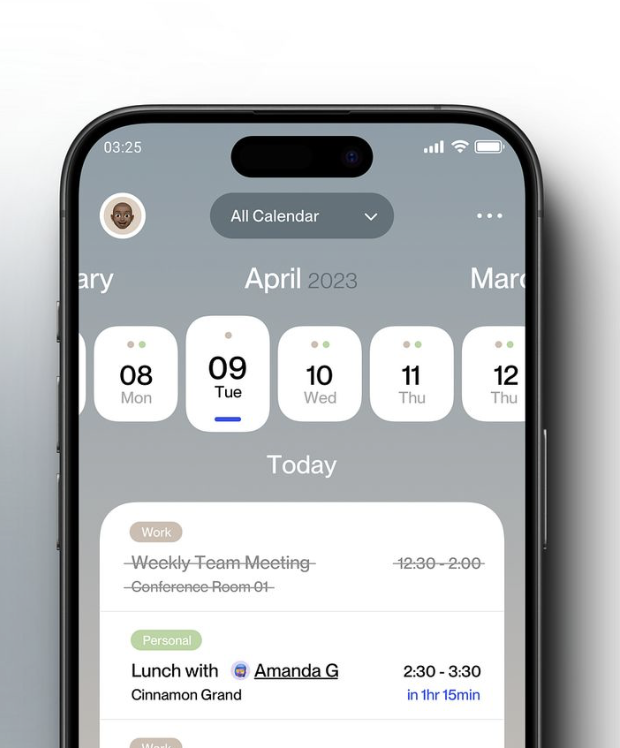 03:25
All Calendar
ary April 2023 Marc
08 09 10 11 12
Mon Tue Wed Thu Thu
Today
Work
Weekly Team Meeting 12:30 - 2:00
Conference Room 01
Personal
Lunch with Amanda G 2:30 - 3:30
Cinnamon Grand in 1hr 15min
Work